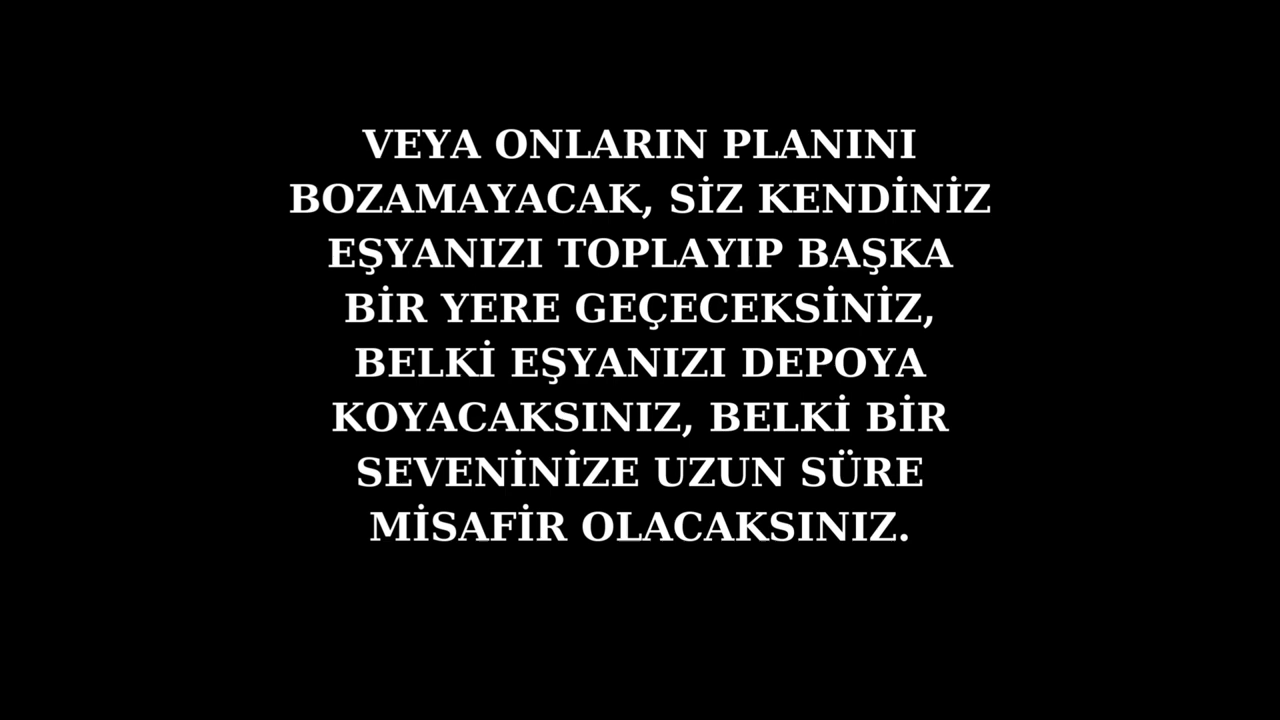 VEYA ONLARIN PLANINI
BOZAMAYACAK, SİZ KENDİNİZ
EŞYANIZI TOPLAYIP BAŞKA
BİR YERE GEÇECEKSİNİZ,
BELKİ EŞYANIZI DEPOYA
KOYACAKSINIZ, BELKİ BİR
SEVENİNİZE UZUN SÜRE
MİSAFİR OLACAKSINIZ.